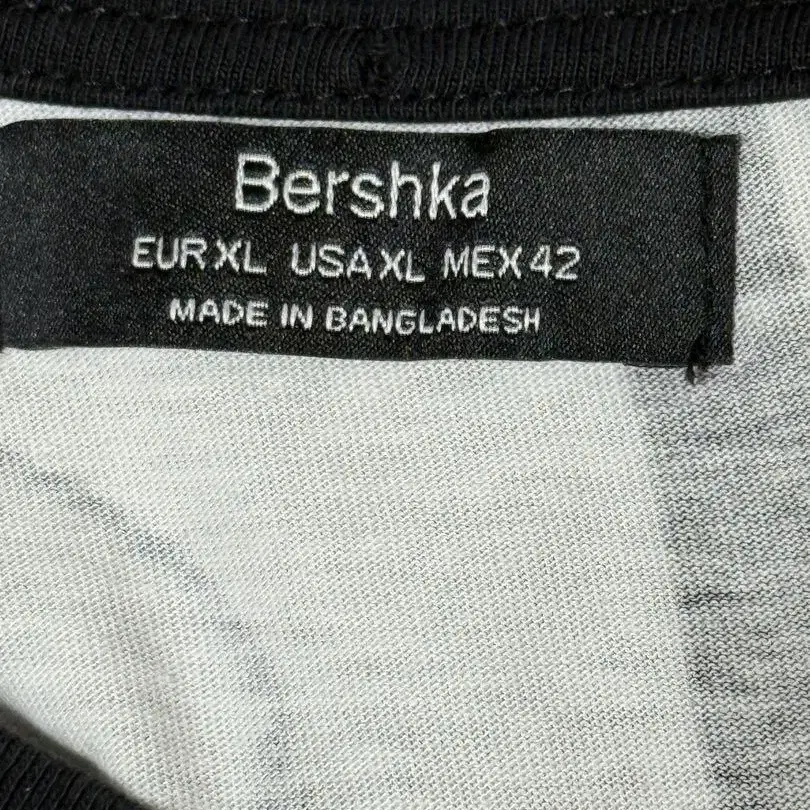 Bershka
EUR XL USA XL MEX 42
MADE IN BANGLADESH